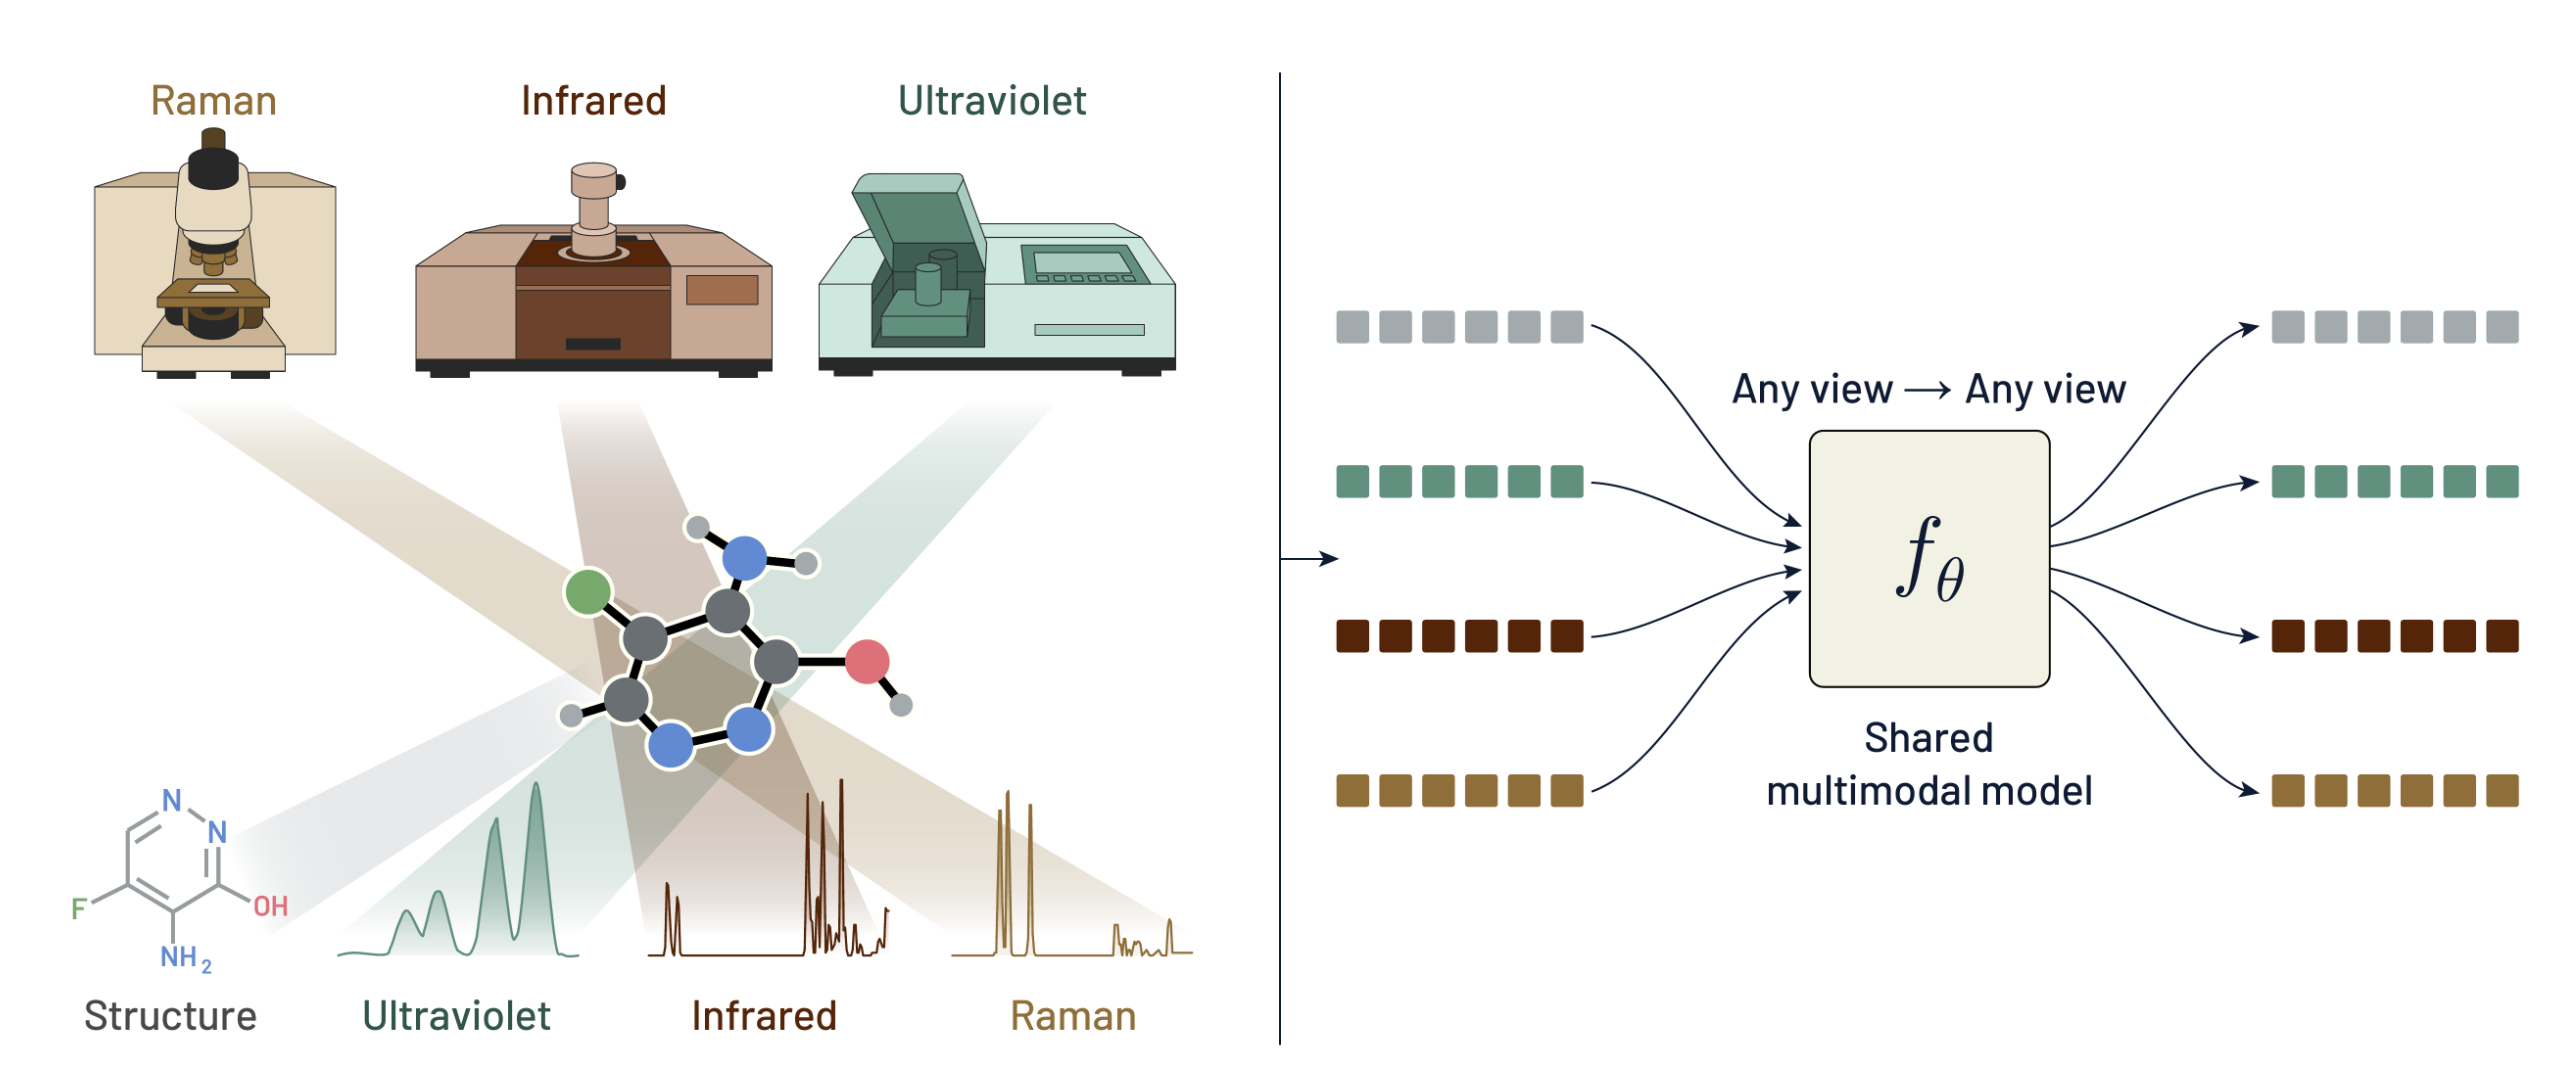 Raman
Infrared
Ultraviolet
N
N
F
OH
NH2
Structure
Ultraviolet
Infrared
Raman
Any view → Any view
fθ
Shared
multimodal model